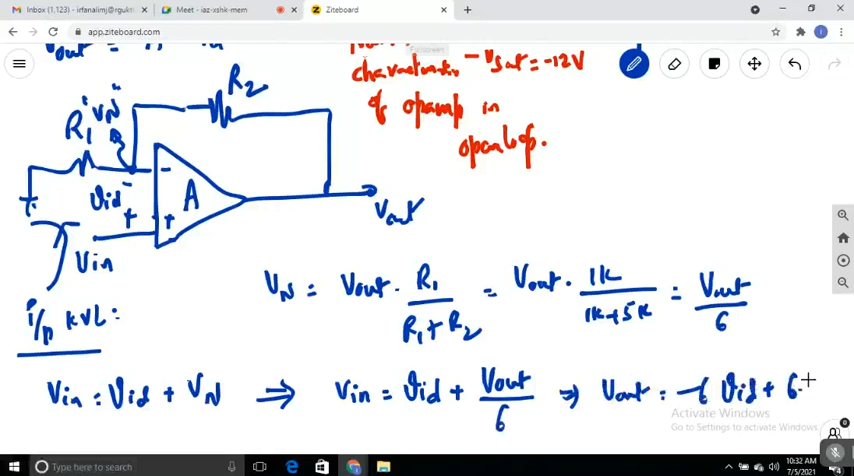 Inbox (1,123) - irfanalimj@rgukt
Meet - iaz-xshk-mem
Ziteboard
app.ziteboard.com
Vout =
characteristic - Vsat = -12V
of opamp in
openloop.
R2
"VN"
R1
-
A
Vid
-
+
+
Vout
Vin
i/p KVL:
VN = Vout · R1 / (R1 + R2) = Vout · 1K / (1K+5K) = Vout / 6
Vin = Vid + VN ⇒ Vin = Vid + Vout / 6 ⇒ Vout = -6 Vid + 6
Activate Windows
Go to Settings to activate Windows.
Type here to search
10:32 AM
7/5/2021